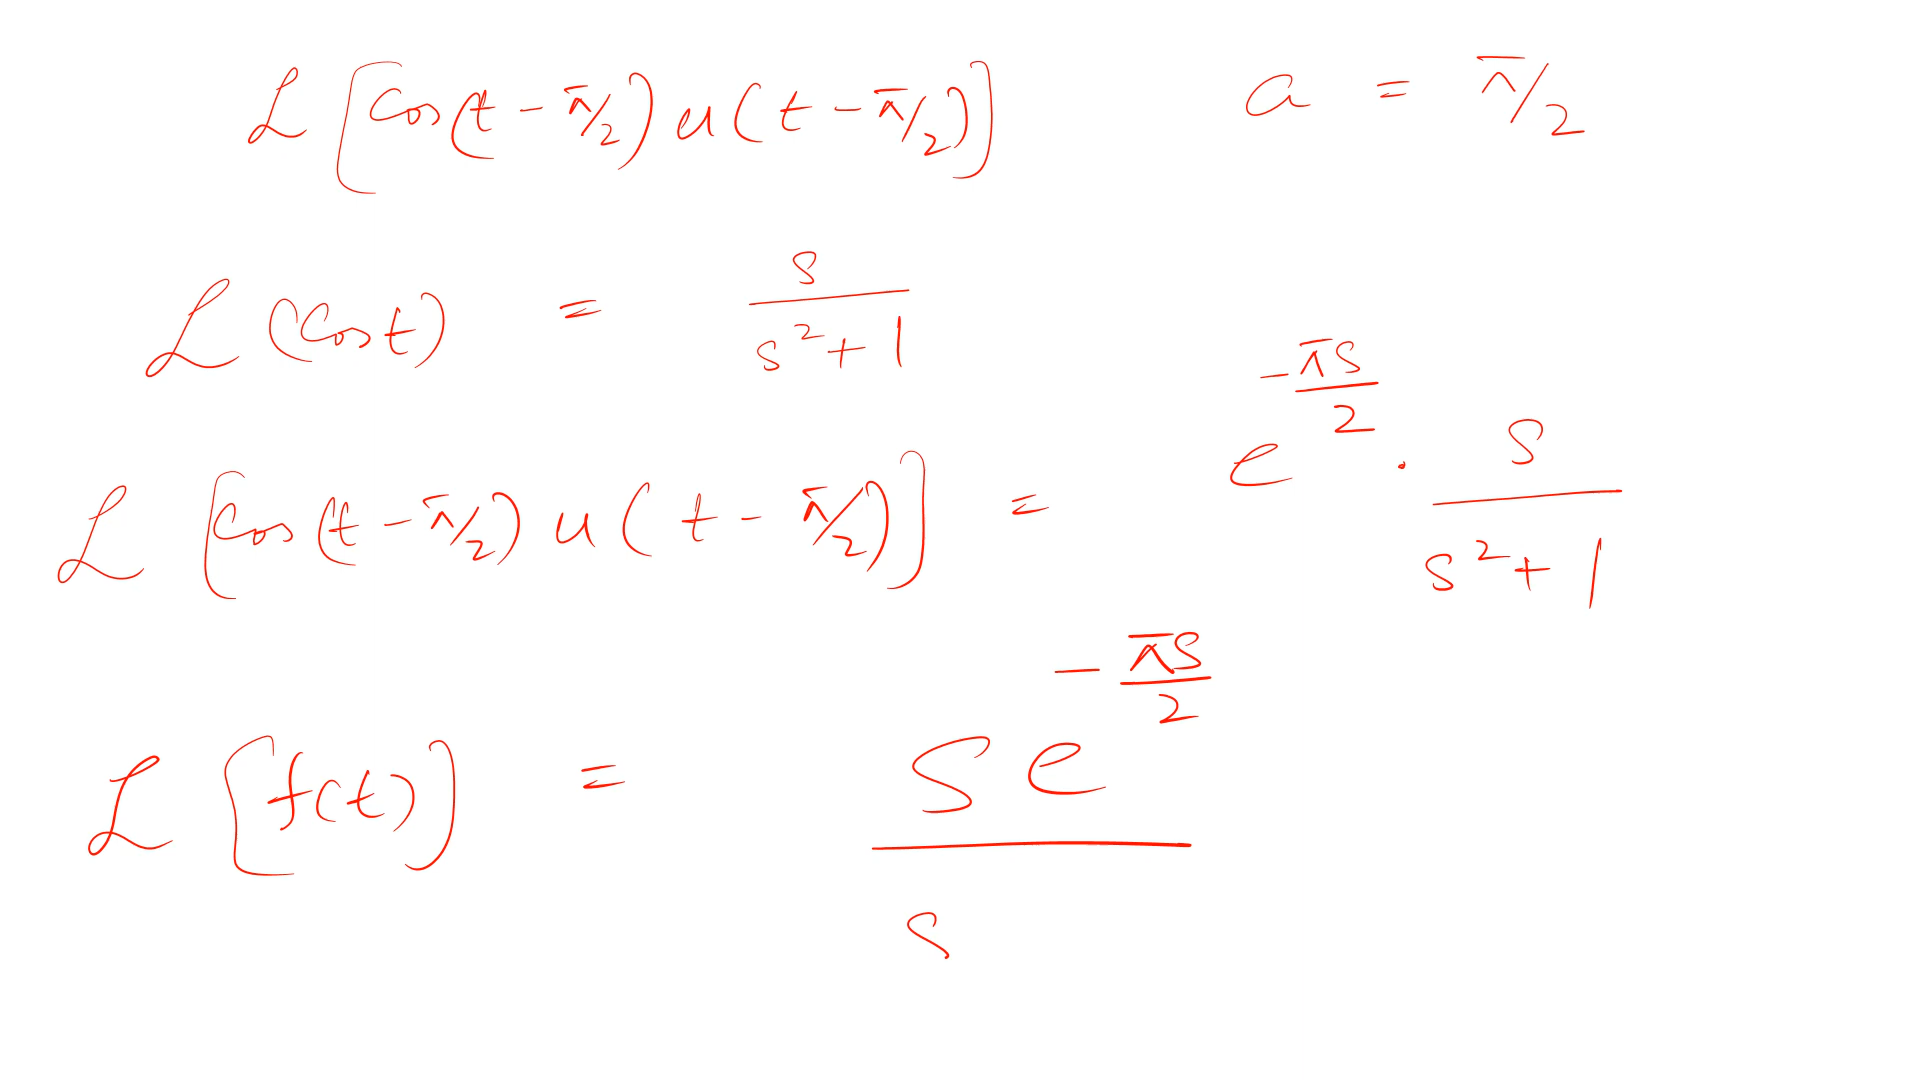 ℒ[cos(t - π/2) u(t - π/2)] a = π/2
ℒ(cos t) = s/(s²+1)
ℒ[cos(t - π/2) u(t - π/2)] = e^(-πs/2) · s/(s²+1)
ℒ[f(t)] = s e^(-πs/2) / s